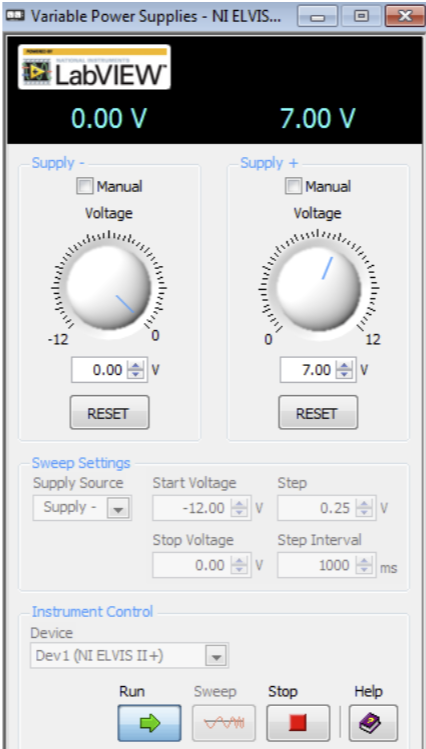 Variable Power Supplies - NI ELVIS...
POWERED BY
NATIONAL INSTRUMENTS
LabVIEW™
0.00 V 7.00 V
Supply - Supply +
Manual Manual
Voltage Voltage
-12 0 0 12
0.00 V 7.00 V
RESET RESET
Sweep Settings
Supply Source Start Voltage Step
Supply - -12.00 V 0.25 V
Stop Voltage Step Interval
0.00 V 1000 ms
Instrument Control
Device
Dev1 (NI ELVIS II+)
Run Sweep Stop Help